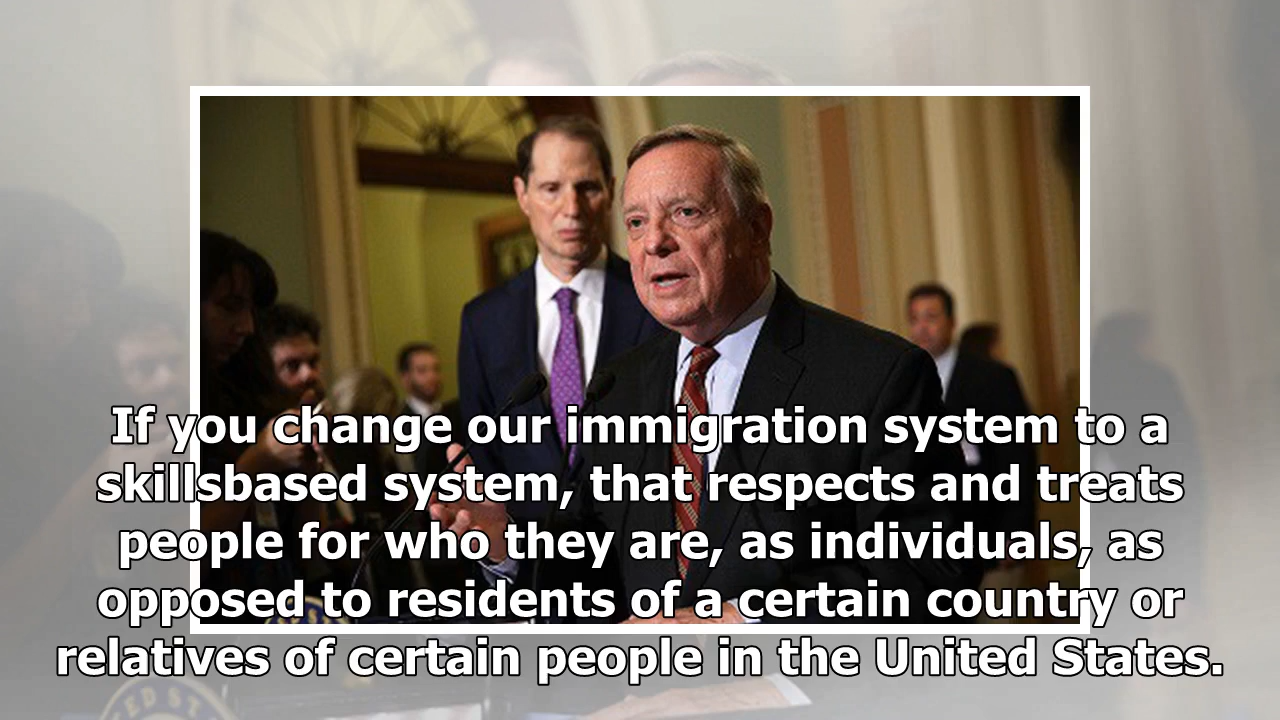 If you change our immigration system to a
skillsbased system, that respects and treats
people for who they are, as individuals, as
opposed to residents of a certain country or
relatives of certain people in the United States.